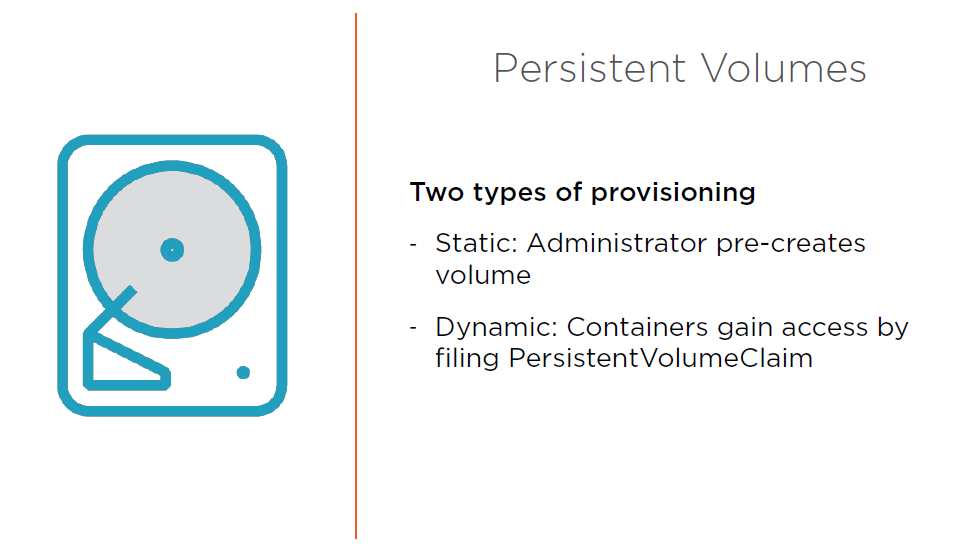 Persistent Volumes
Two types of provisioning
- Static: Administrator pre-creates
volume
- Dynamic: Containers gain access by
filing PersistentVolumeClaim